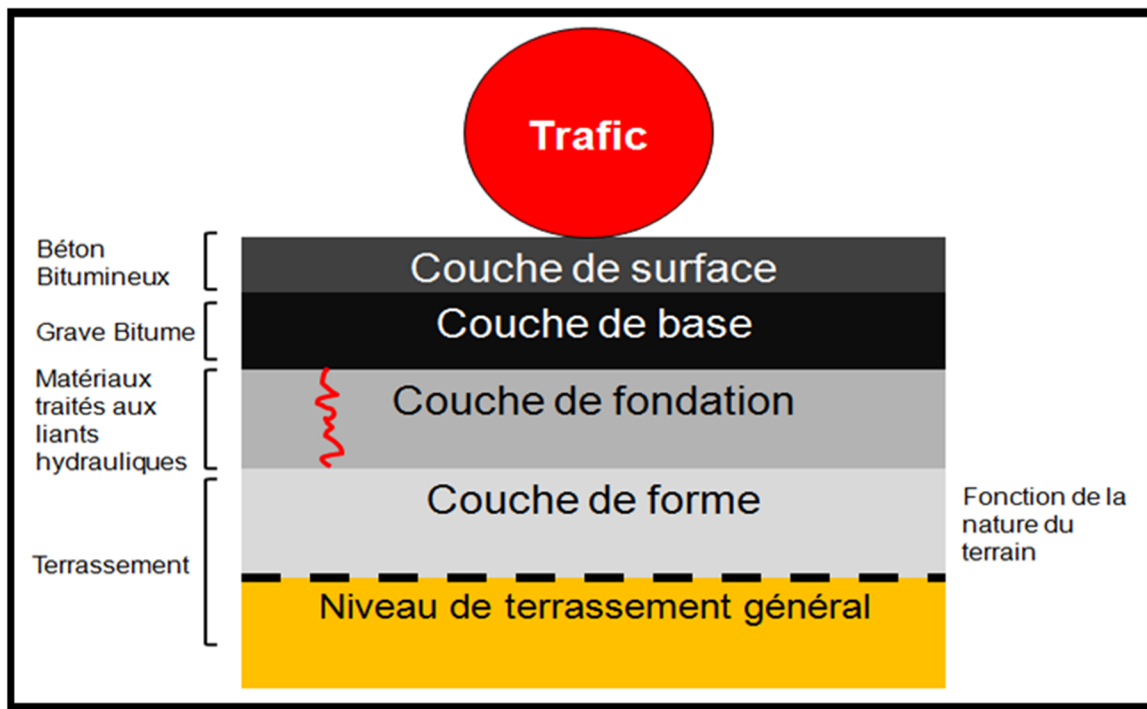 Trafic
Béton
Bitumineux
Couche de surface
Grave Bitume
Couche de base
Matériaux
traités aux
liants
hydrauliques
Couche de fondation
Couche de forme
Fonction de la
nature du
terrain
Terrassement
Niveau de terrassement général